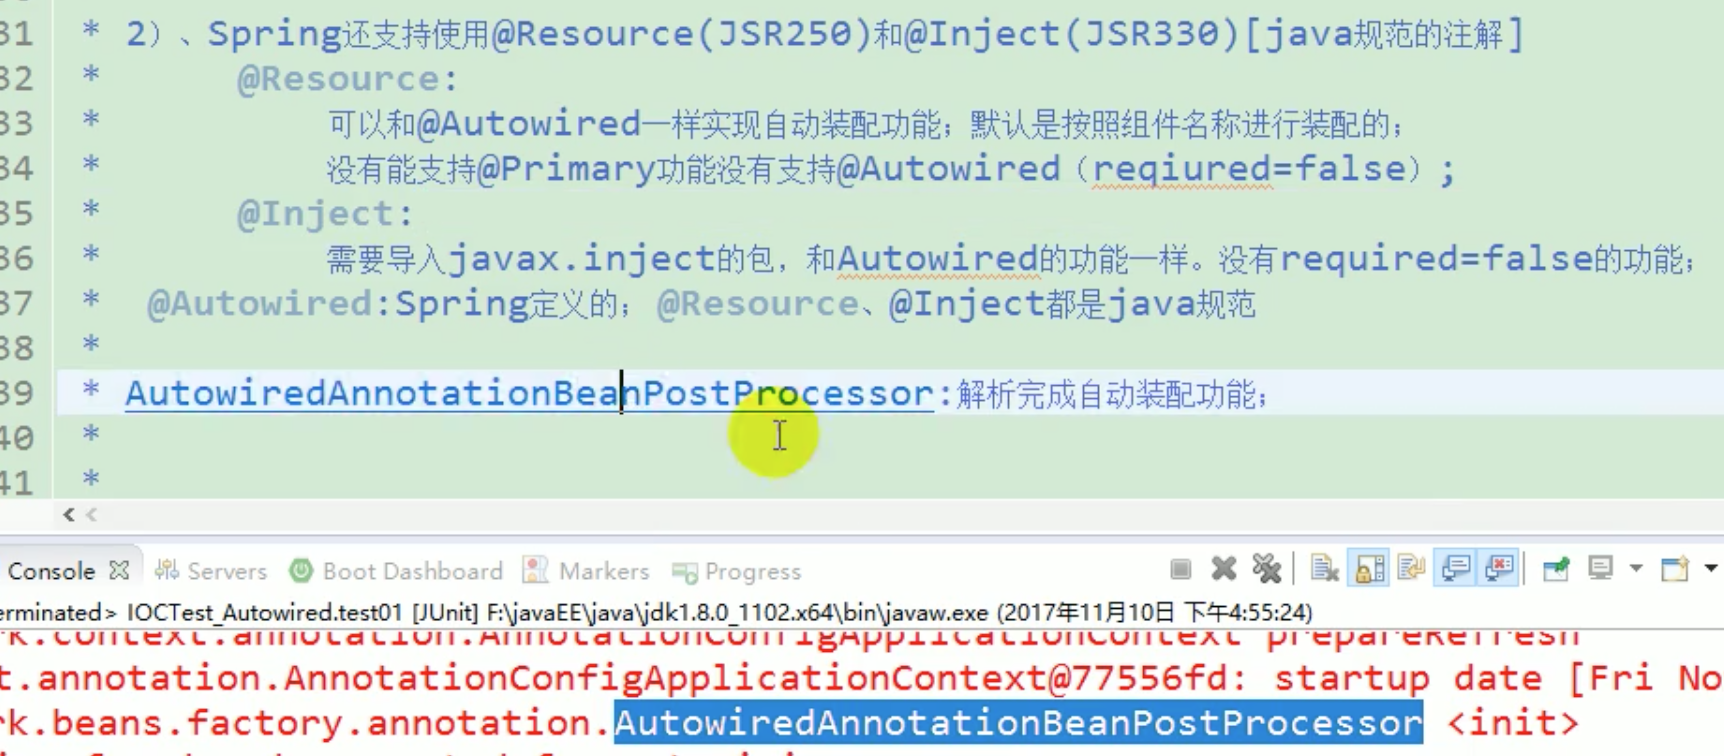 31 * 2）、Spring还支持使用@Resource(JSR250)和@Inject(JSR330)[java规范的注解]
32 * @Resource:
33 * 可以和@Autowired一样实现自动装配功能；默认是按照组件名称进行装配的；
34 * 没有能支持@Primary功能没有支持@Autowired（reqiured=false）;
35 * @Inject:
36 * 需要导入javax.inject的包，和Autowired的功能一样。没有required=false的功能；
37 * @Autowired:Spring定义的； @Resource、@Inject都是java规范
38 *
39 * AutowiredAnnotationBeanPostProcessor:解析完成自动装配功能；
40 *
41 *
Console Servers Boot Dashboard Markers Progress
erminated> IOCTest_Autowired.test01 [JUnit] F:\javaEE\java\jdk1.8.0_1102.x64\bin\javaw.exe (2017年11月10日 下午4:55:24)
rk.context.annotation.AnnotationConfigApplicationContext prepareRefresh
t.annotation.AnnotationConfigApplicationContext@77556fd: startup date [Fri No
rk.beans.factory.annotation.AutowiredAnnotationBeanPostProcessor <init>